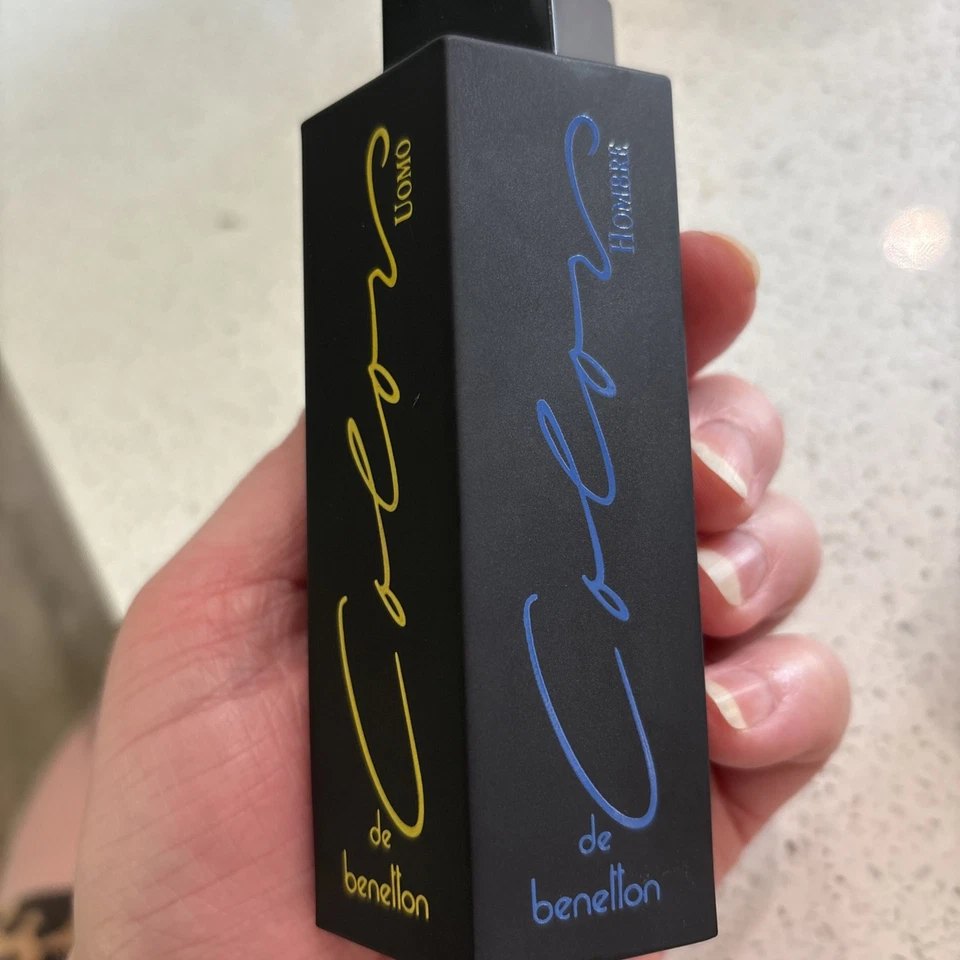 Colors
UOMO
de
benetton
Colors
HOMBRE
de
benetton